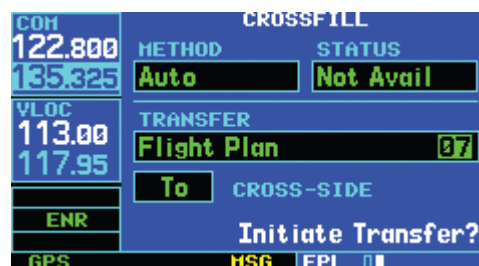 COM
122.800
135.325
VLOC
113.00
117.95
ENR
GPS
CROSSFILL
METHOD STATUS
Auto Not Avail
TRANSFER
Flight Plan 07
To CROSS-SIDE
Initiate Transfer?
MSG FPL